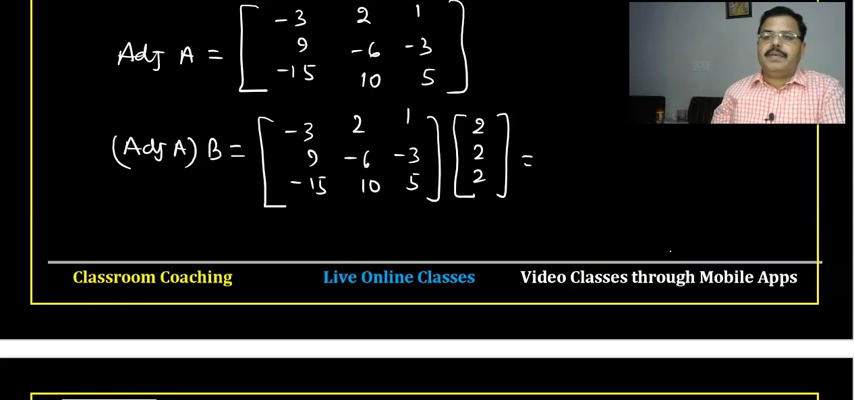 -3 2 1
Adj A = 9 -6 -3
-15 10 5
-3 2 1 2
(Adj A) B = 9 -6 -3 2 =
-15 10 5 2
Classroom Coaching Live Online Classes Video Classes through Mobile Apps